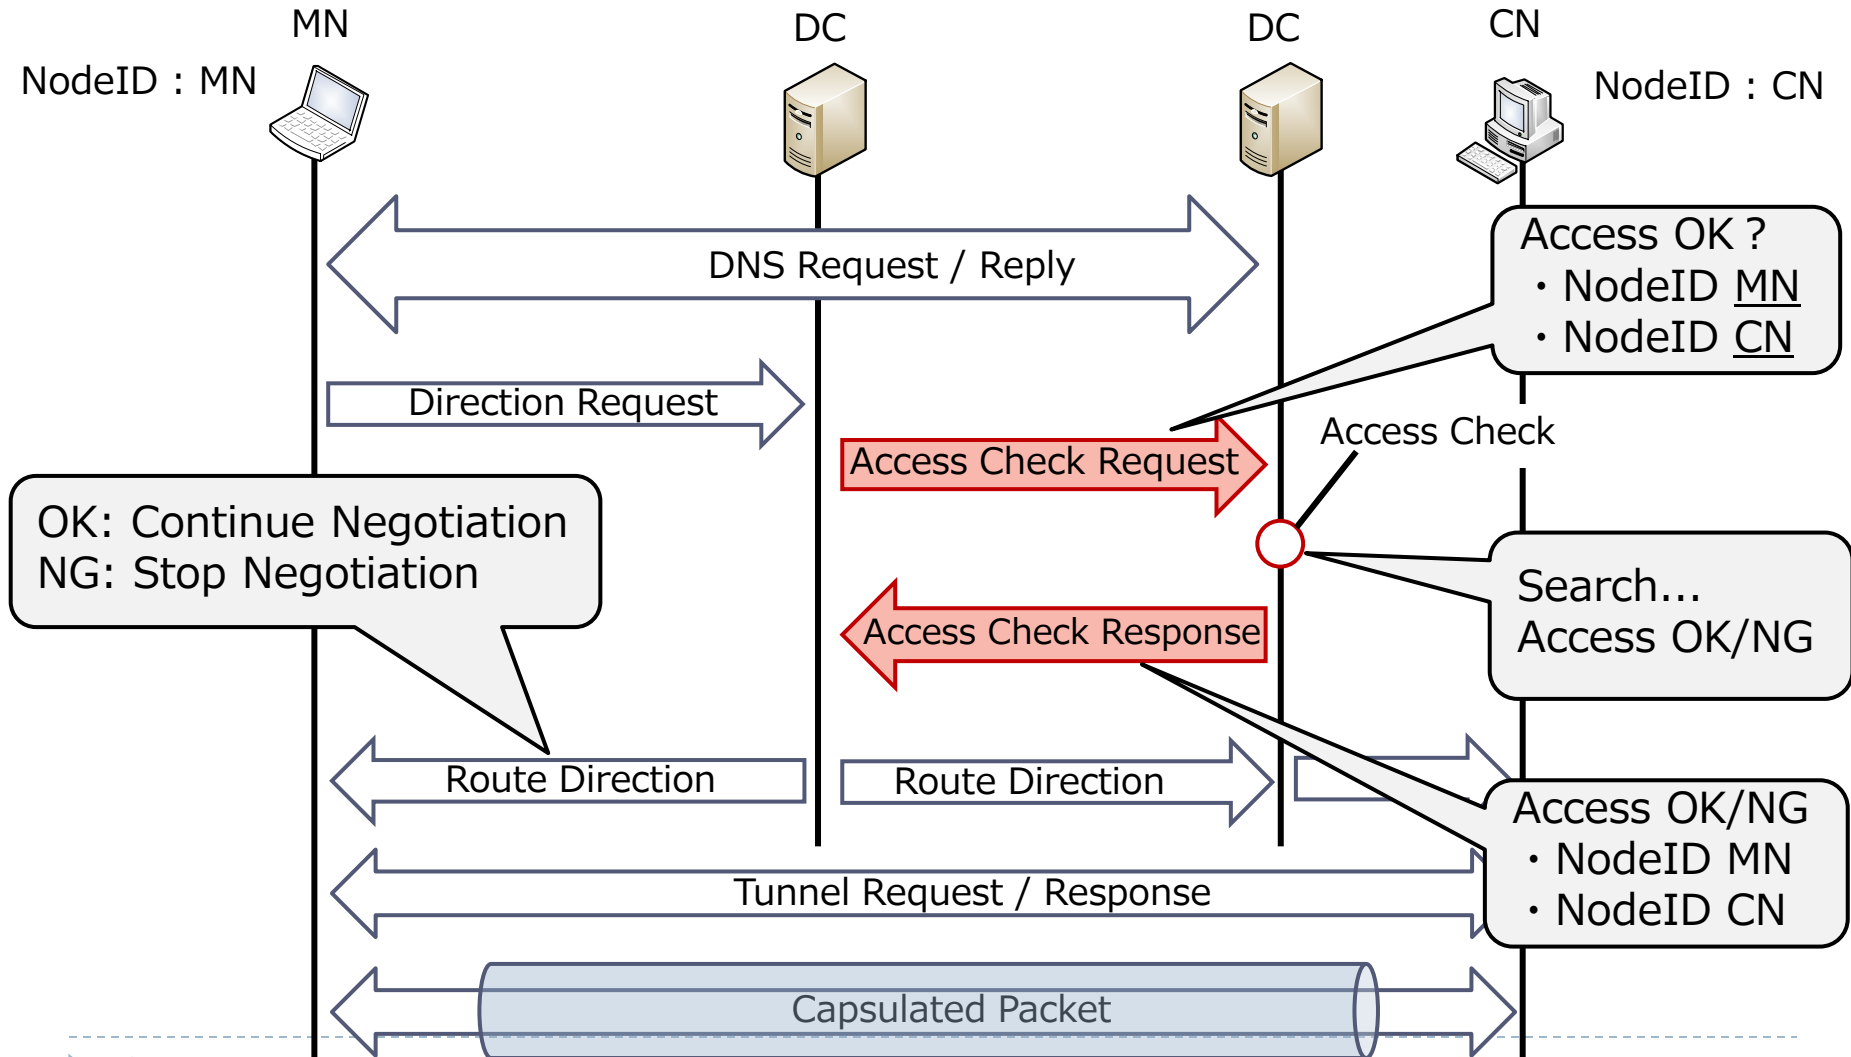 MN
DC
DC
CN
NodeID : MN
NodeID : CN
Access OK ?
・NodeID MN
・NodeID CN
DNS Request / Reply
Direction Request
Access Check
Access Check Request
OK: Continue Negotiation
NG: Stop Negotiation
Search...
Access OK/NG
Access Check Response
Route Direction
Route Direction
Access OK/NG
・NodeID MN
・NodeID CN
Tunnel Request / Response
Capsulated Packet